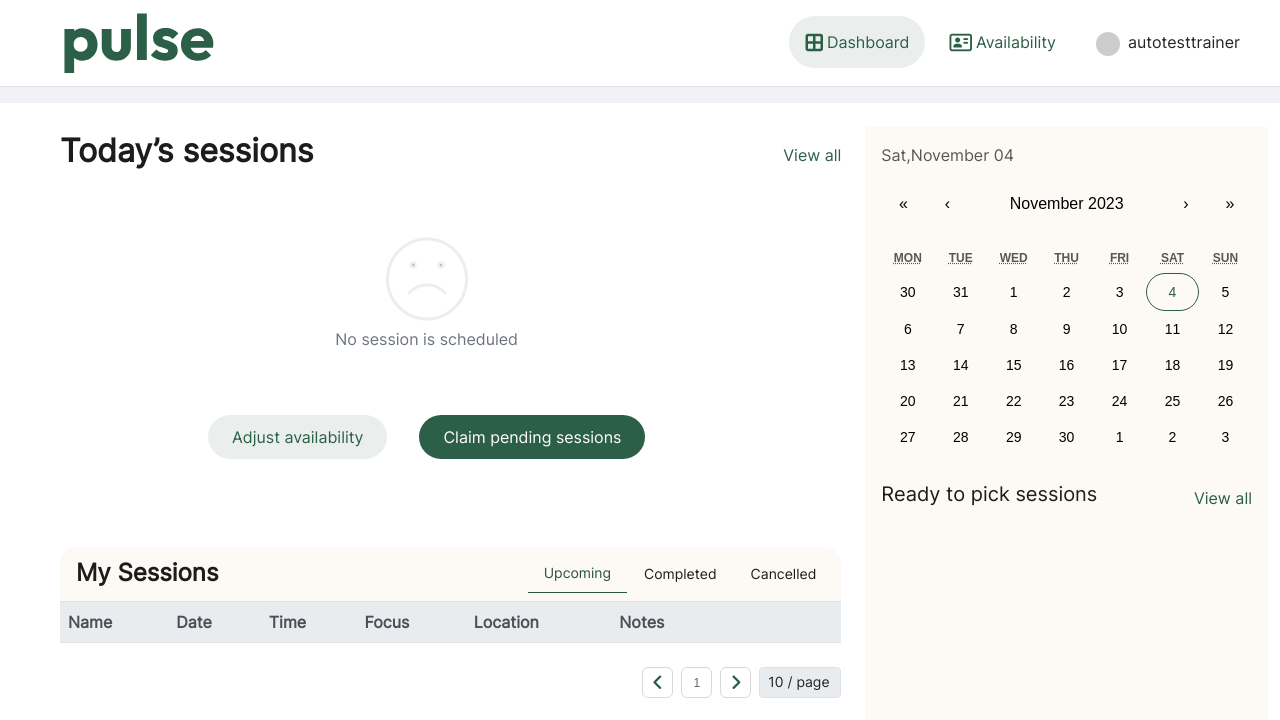 pulse
Dashboard
Availability
autotesttrainer
Today’s sessions
View all
No session is scheduled
Adjust availability
Claim pending sessions
My Sessions
Upcoming
Completed
Cancelled
Name Date Time Focus Location Notes
1
10 / page
Sat,November 04
« ‹ November 2023 › »
MON TUE WED THU FRI SAT SUN
30 31 1 2 3 4 5
6 7 8 9 10 11 12
13 14 15 16 17 18 19
20 21 22 23 24 25 26
27 28 29 30 1 2 3
Ready to pick sessions
View all